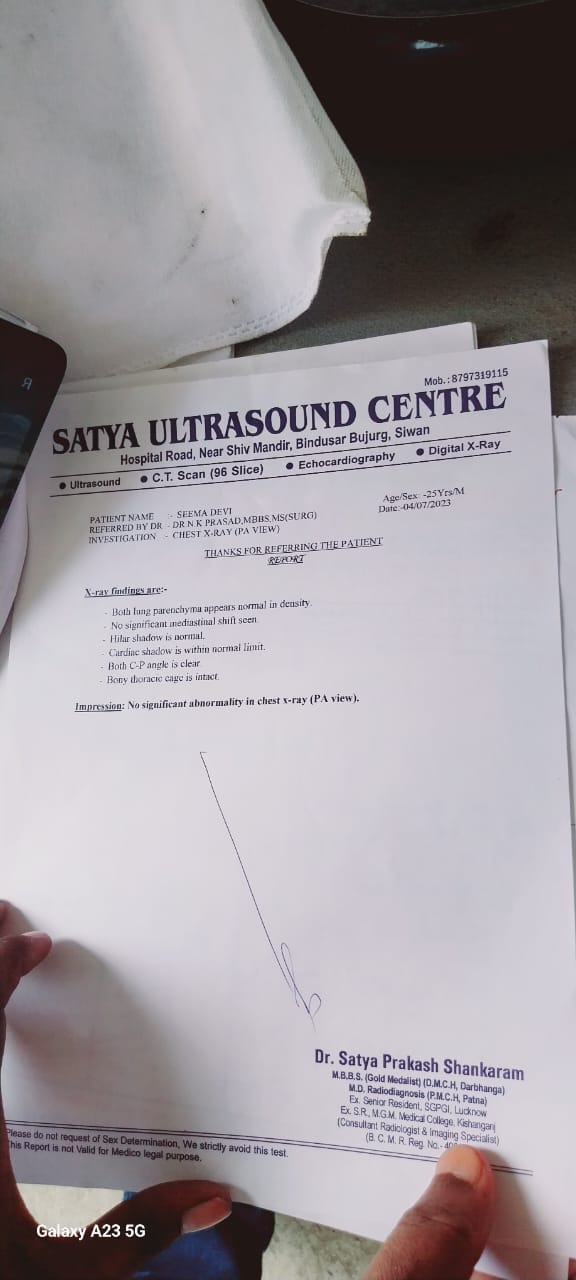 Mob.:8797319115
SATYA ULTRASOUND CENTRE
Hospital Road, Near Shiv Mandir, Bindusar Bujurg, Siwan
● Ultrasound ● C.T. Scan (96 Slice) ● Echocardiography ● Digital X-Ray
PATIENT NAME :- SEEMA DEVI Age/Sex: -25Yrs/M
REFERRED BY DR - DR N K PRASAD,MBBS,MS(SURG) Date:-04/07/2023
INVESTIGATION - CHEST X-RAY (PA VIEW)
THANKS FOR REFERRING THE PATIENT
REPORT
X-ray findings are:-
- Both lung parenchyma appears normal in density.
- No significant mediastinal shift seen.
- Hilar shadow is normal.
- Cardiac shadow is within normal limit.
- Both C-P angle is clear
- Bony thoracic cage is intact.
Impression: No significant abnormality in chest x-ray (PA view).
Dr. Satya Prakash Shankaram
M.B.B.S. (Gold Medalist) (D.M.C.H, Darbhanga)
M.D. Radiodiagnosis (P.M.C.H, Patna)
Ex. Senior Resident, SGPGI, Lucknow
Ex. S.R., M.G.M. Medical College, Kishanganj
(Consultant Radiologist & Imaging Specialist)
(B. C. M. R. Reg. No.-
Please do not request of Sex Determination, We strictly avoid this test.
This Report is not Valid for Medico legal purpose.
Galaxy A23 5G